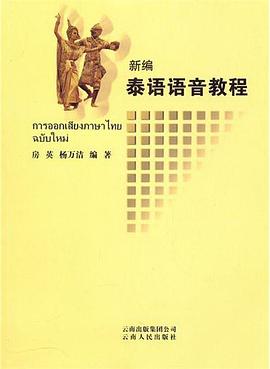 新编
泰语语音教程
การออกเสียงภาษาไทย
ฉบับใหม่
房 英 杨万洁 编 著
云南出版集团公司
云南人民出版社